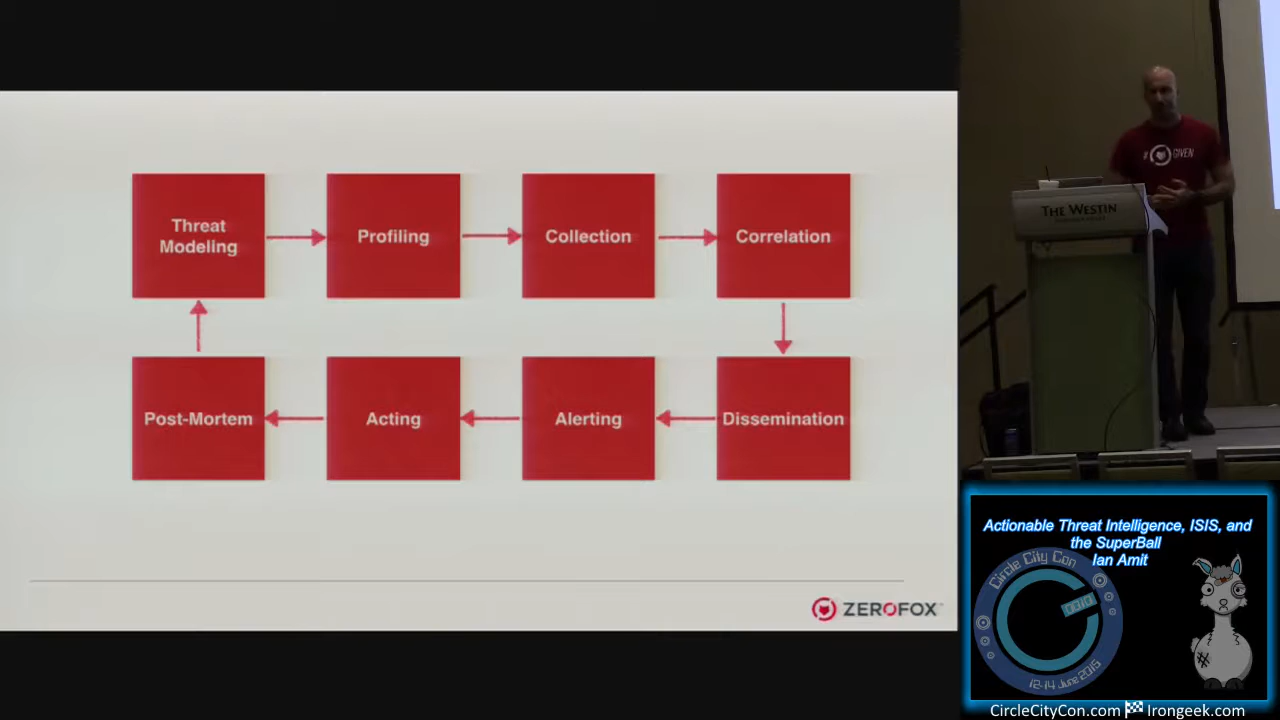 Threat
Modeling
Profiling
Collection
Correlation
Post-Mortem
Acting
Alerting
Dissemination
ZEROFOX
# GIVEN
THE WESTIN
Actionable Threat Intelligence, ISIS, and
the SuperBall
Ian Amit
Circle City Con
12-14 June 2015
CircleCityCon.com Irongeek.com